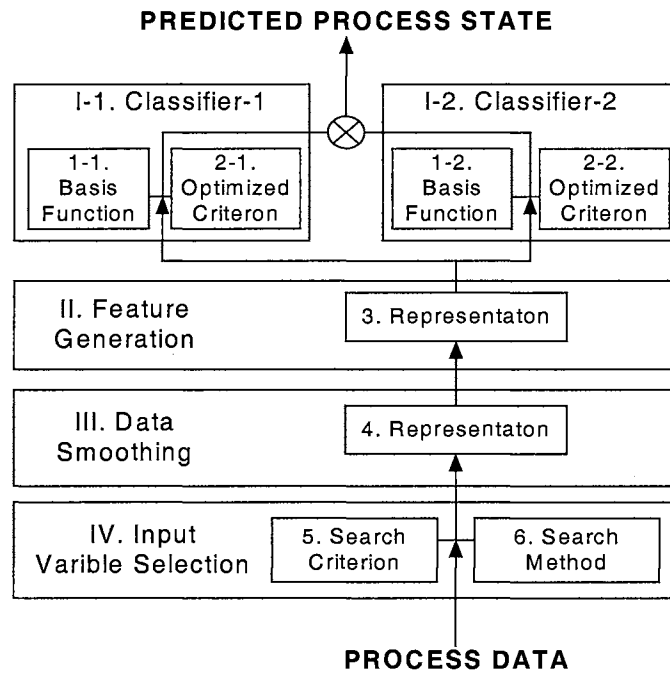 PREDICTED PROCESS STATE
I-1. Classifier-1
1-1.
Basis
Function
2-1.
Optimized
Criteron
I-2. Classifier-2
1-2.
Basis
Function
2-2.
Optimized
Criteron
II. Feature
Generation
3. Representaton
III. Data
Smoothing
4. Representaton
IV. Input
Varible Selection
5. Search
Criterion
6. Search
Method
PROCESS DATA